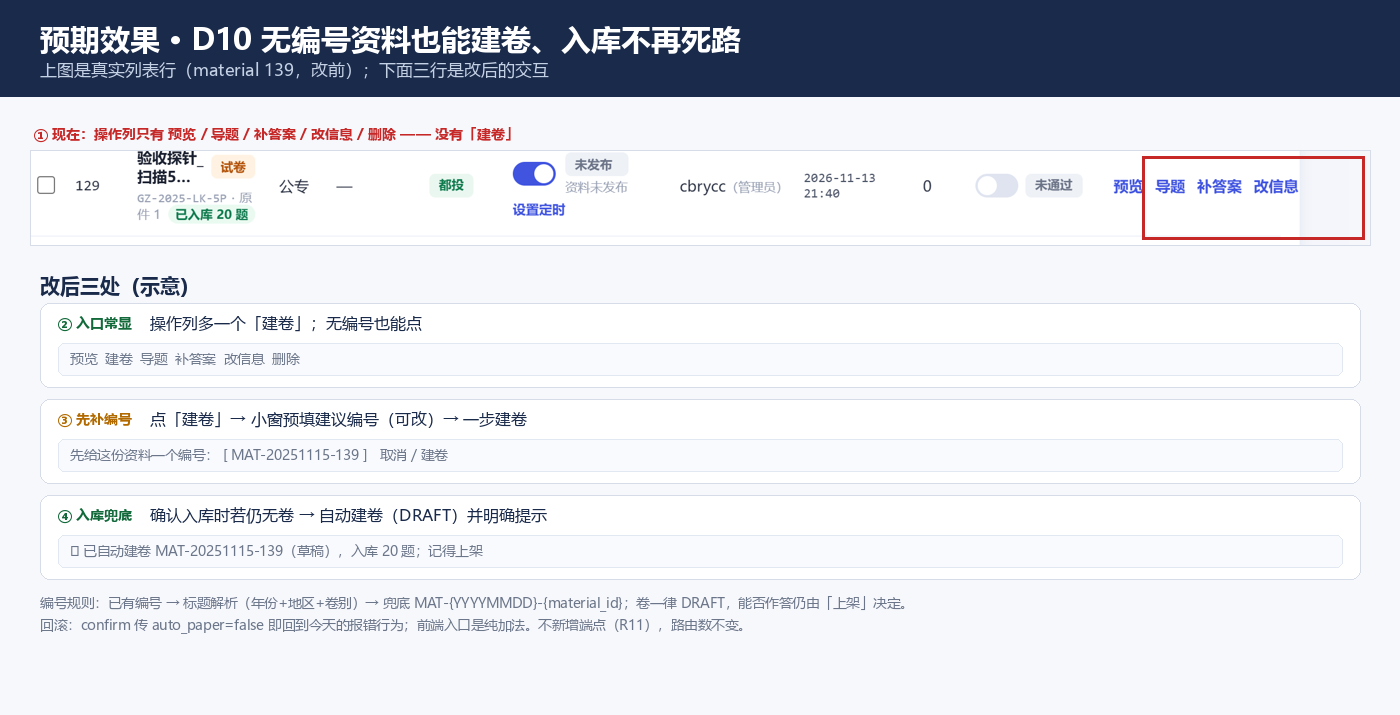 预期效果 • D10 无编号资料也能建卷、入库不再死路
上图是真实列表行（material 139，改前）；下面三行是改后的交互
① 现在：操作列只有 预览 / 导题 / 补答案 / 改信息 / 删除 —— 没有「建卷」
129 验收探针_扫描5... 试卷 公专 — 都投 未发布 cbrycc（管理员） 2026-11-13 21:40 0 未通过 预览 导题 补答案 改信息
GZ-2025-LK-5P · 原件 1 已入库 20 题 资料未发布
设置定时
改后三处（示意）
② 入口常显 操作列多一个「建卷」；无编号也能点
预览 建卷 导题 补答案 改信息 删除
③ 先补编号 点「建卷」→ 小窗预填建议编号（可改）→ 一步建卷
先给这份资料一个编号： [ MAT-20251115-139 ] 取消 / 建卷
④ 入库兜底 确认入库时若仍无卷 → 自动建卷（DRAFT）并明确提示
已自动建卷 MAT-20251115-139（草稿），入库 20 题；记得上架
编号规则：已有编号 → 标题解析（年份+地区+卷别）→ 兜底 MAT-{YYYYMMDD}-{material_id}；卷一律 DRAFT，能否作答仍由「上架」决定。
回滚：confirm 传 auto_paper=false 即回到今天的报错行为；前端入口是纯加法。不新增端点（R11），路由数不变。